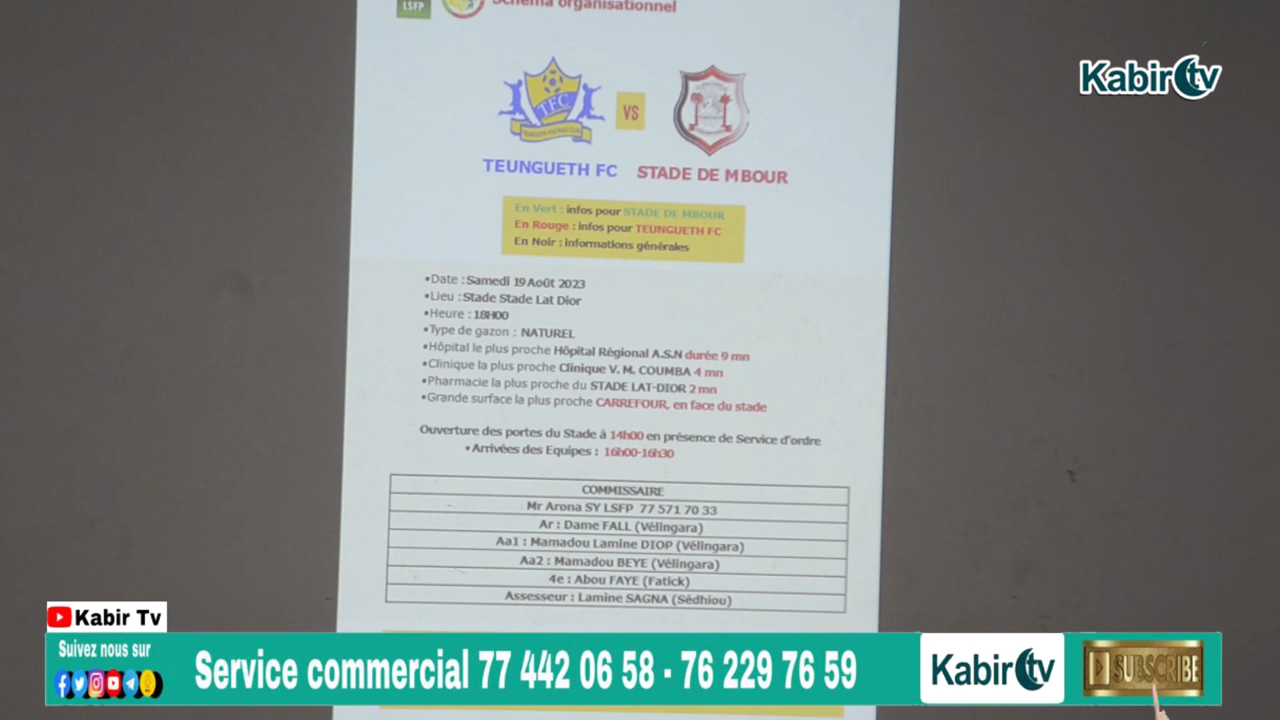 LSFP
Schéma organisationnel
Kabir tv
TFC
TEUNGUETH FOOTBALL CLUB
VS
TEUNGUETH FC
STADE DE MBOUR
En Vert : infos pour STADE DE MBOUR
En Rouge : infos pour TEUNGUETH FC
En Noir : informations générales
•Date : Samedi 19 Août 2023
•Lieu : Stade Stade Lat Dior
•Heure : 18H00
•Type de gazon : NATUREL
•Hôpital le plus proche Hôpital Régional A.S.N durée 9 mn
•Clinique la plus proche Clinique V. M. COUMBA 4 mn
•Pharmacie la plus proche du STADE LAT-DIOR 2 mn
•Grande surface la plus proche CARREFOUR, en face du stade
Ouverture des portes du Stade à 14h00 en présence de Service d'ordre
•Arrivées des Equipes : 16h00-16h30
COMMISSAIRE
Mr Arona SY LSFP 77 571 70 33
Ar : Dame FALL (Vélingara)
Aa1 : Mamadou Lamine DIOP (Vélingara)
Aa2 : Mamadou BEYE (Vélingara)
4e : Abou FAYE (Fatick)
Assesseur : Lamine SAGNA (Sédhiou)
Kabir Tv
Suivez nous sur
Service commercial 77 442 06 58 - 76 229 76 59
Kabir tv
SUBSCRIBE